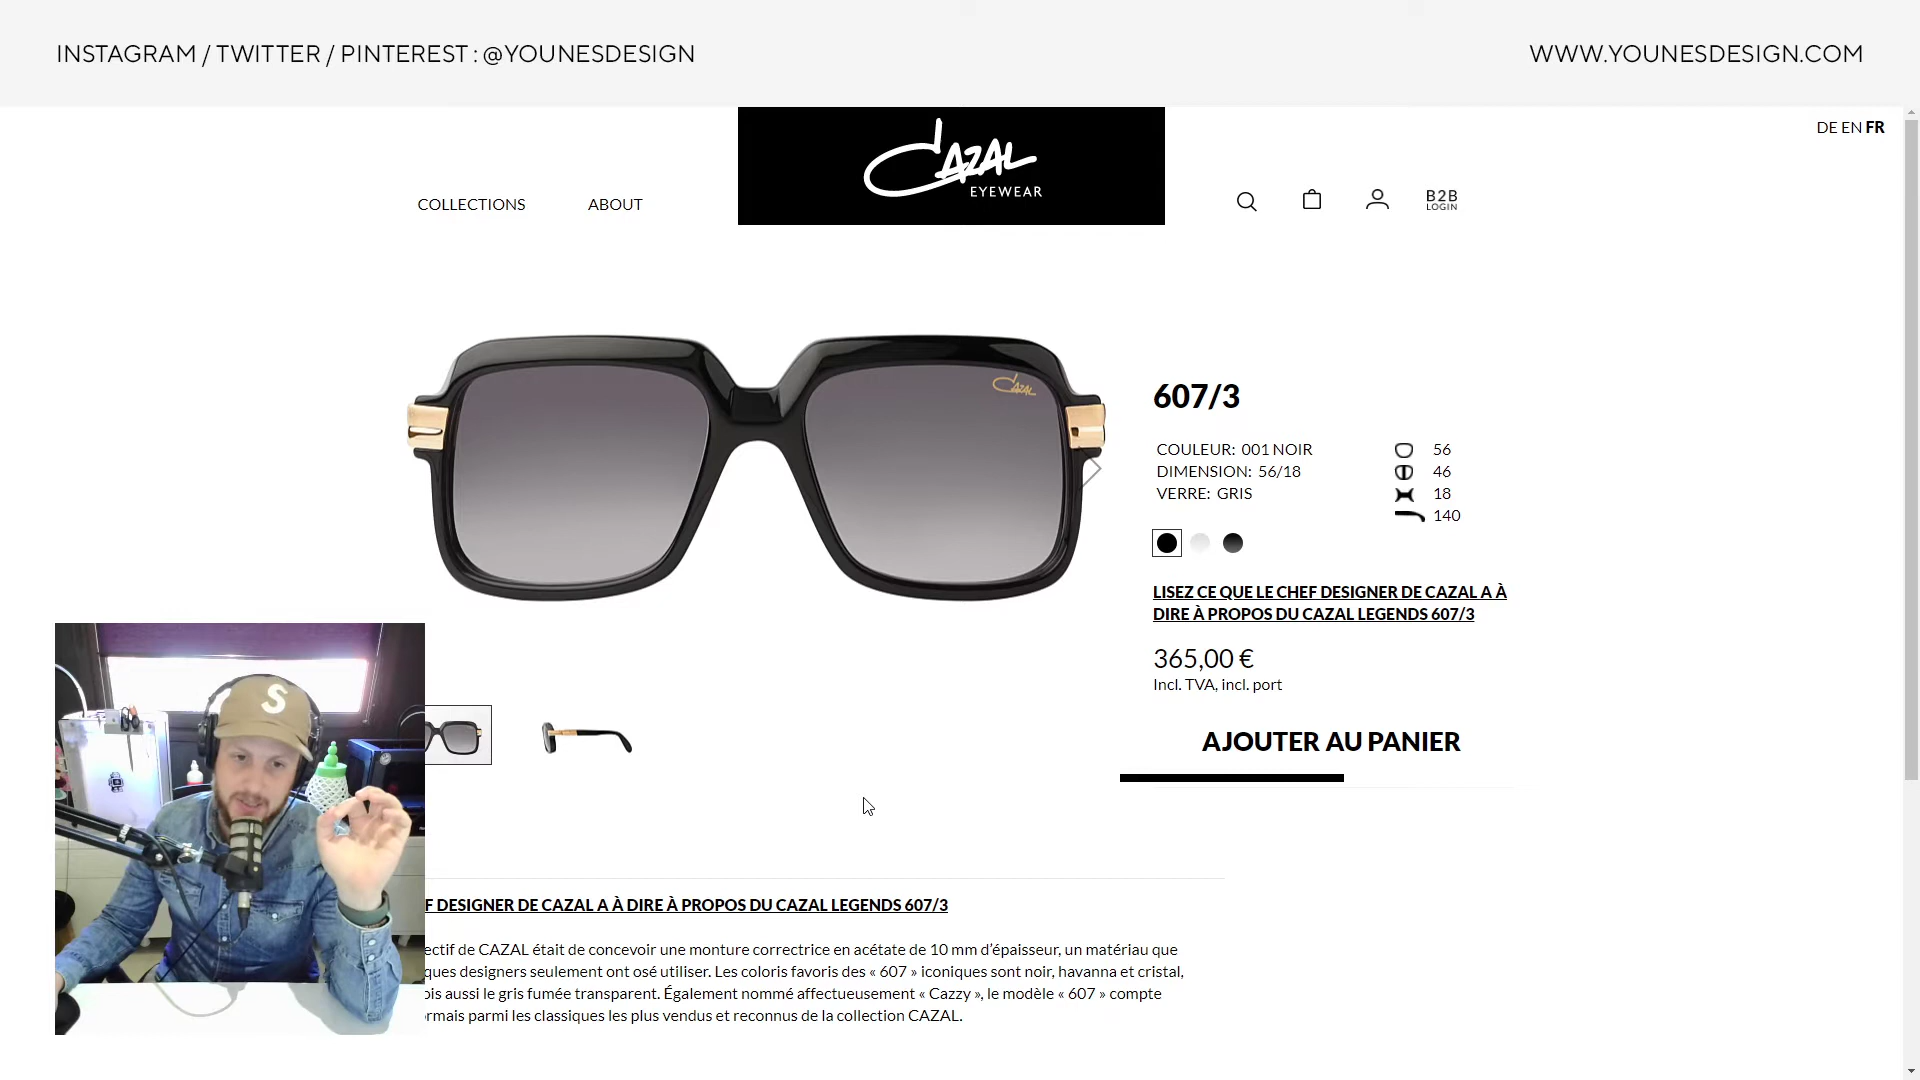 INSTAGRAM / TWITTER / PINTEREST : @YOUNESDESIGN
WWW.YOUNESDESIGN.COM
DE EN FR
COLLECTIONS
ABOUT
CAZAL
EYEWEAR
B2B
LOGIN
CAZAL
607/3
COULEUR: 001 NOIR
DIMENSION: 56/18
VERRE: GRIS
56
46
18
140
LISEZ CE QUE LE CHEF DESIGNER DE CAZAL A À
DIRE À PROPOS DU CAZAL LEGENDS 607/3
365,00 €
Incl. TVA, incl. port
AJOUTER AU PANIER
S
F DESIGNER DE CAZAL A À DIRE À PROPOS DU CAZAL LEGENDS 607/3
ectif de CAZAL était de concevoir une monture correctrice en acétate de 10 mm d’épaisseur, un matériau que
ques designers seulement ont osé utiliser. Les coloris favoris des « 607 » iconiques sont noir, havanna et cristal,
ois aussi le gris fumée transparent. Également nommé affectueusement « Cazzy », le modèle « 607 » compte
rmais parmi les classiques les plus vendus et reconnus de la collection CAZAL.